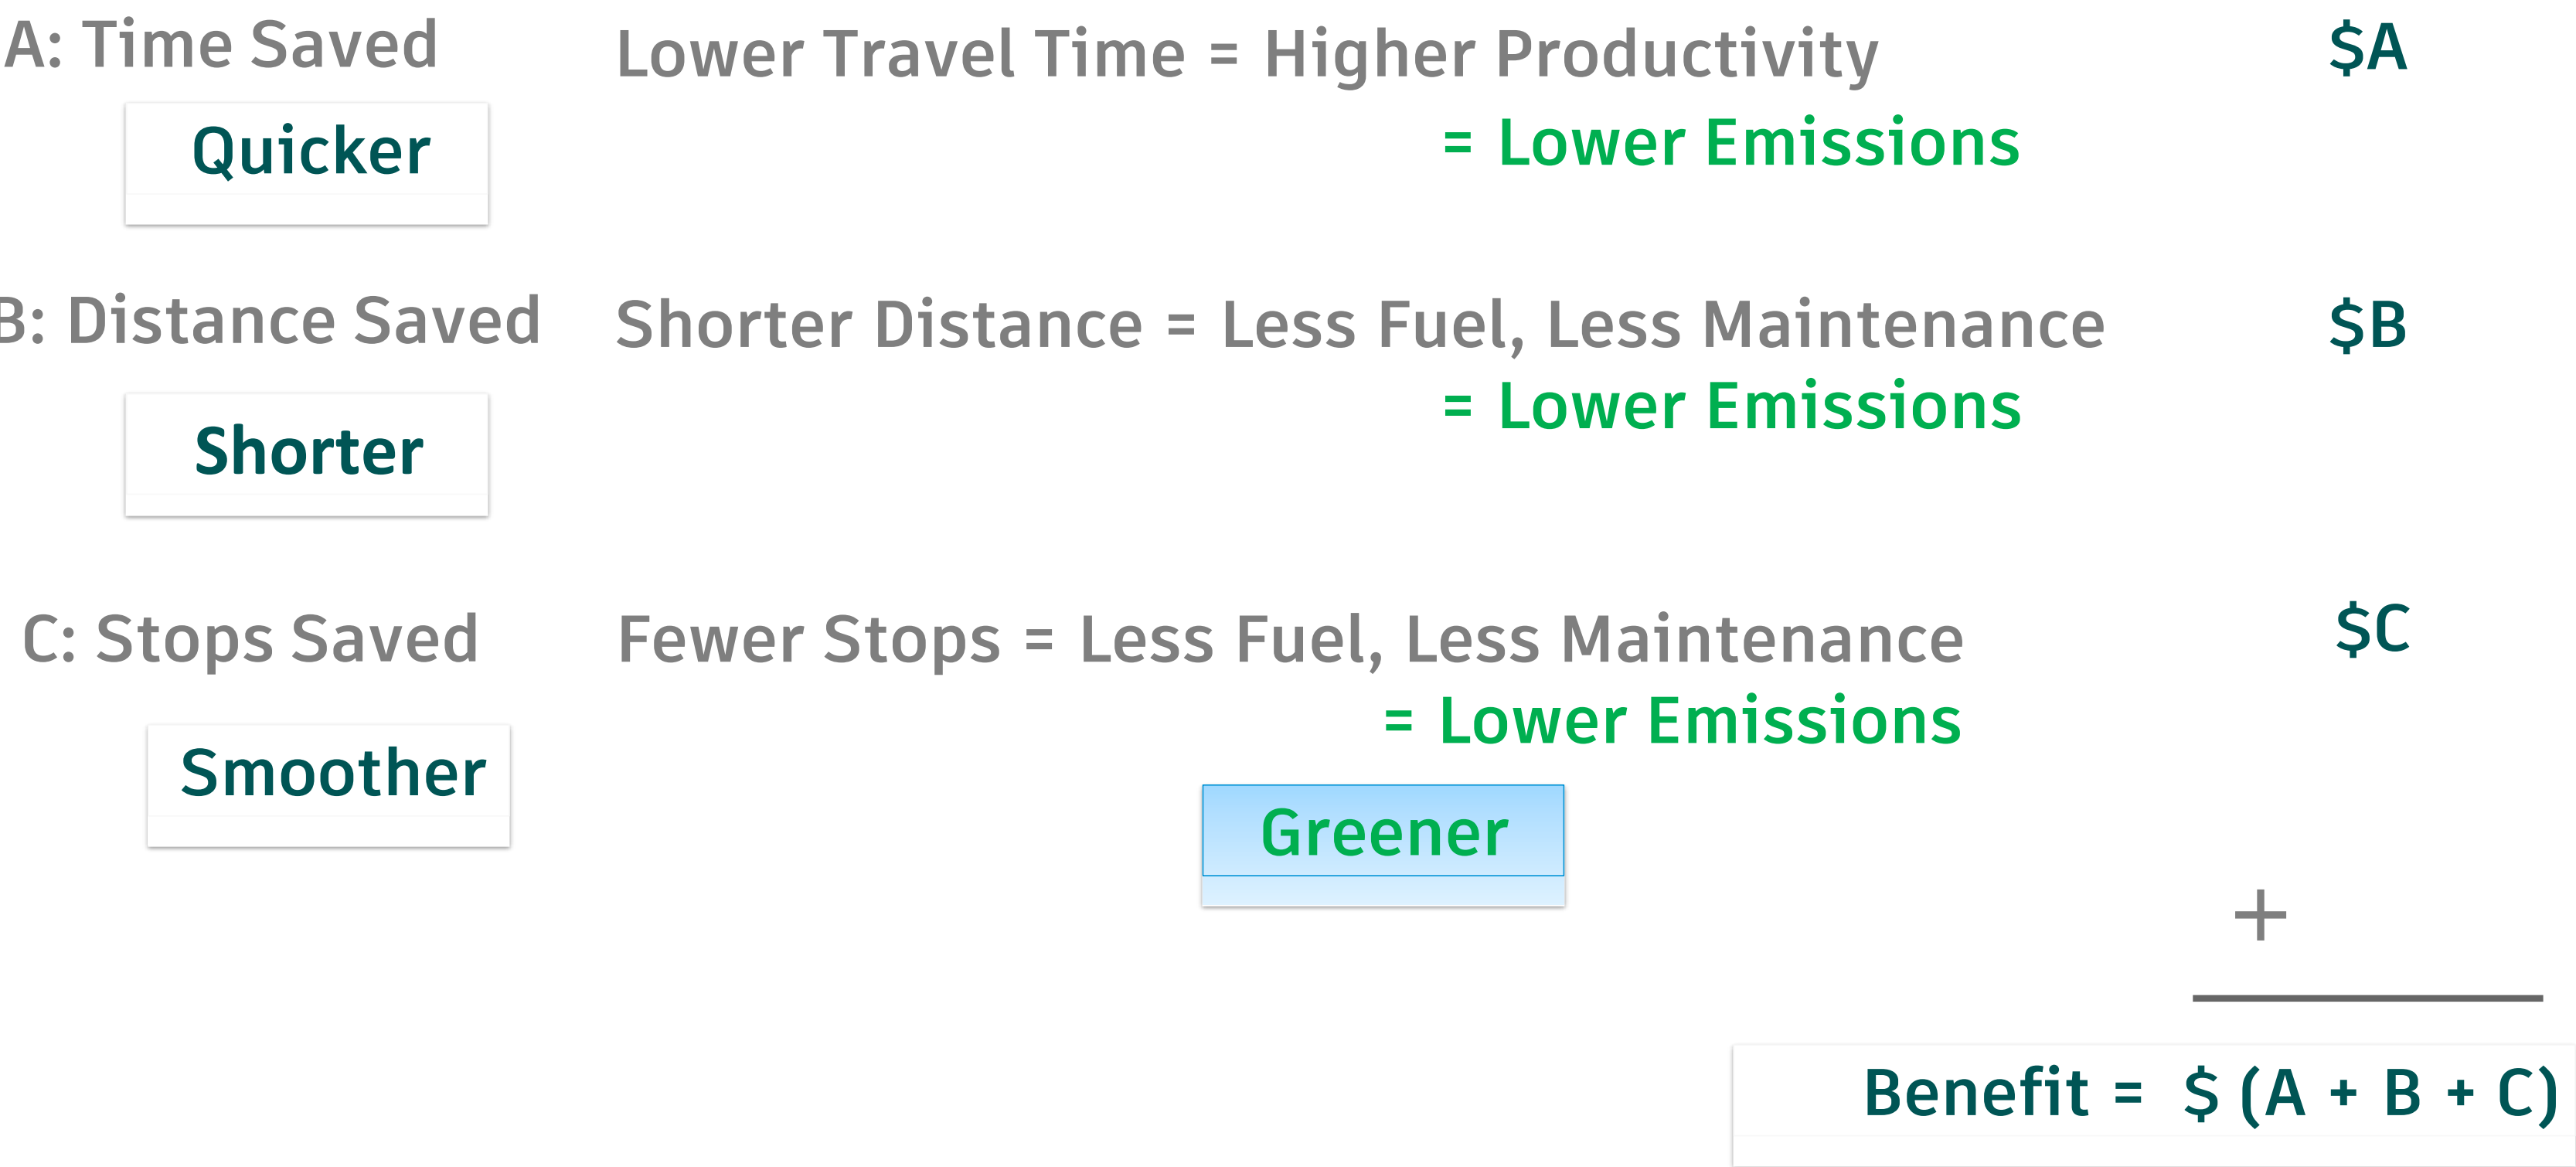 A: Time Saved
Lower Travel Time = Higher Productivity
$A
= Lower Emissions
Quicker
B: Distance Saved
Shorter Distance = Less Fuel, Less Maintenance
$B
= Lower Emissions
Shorter
C: Stops Saved
Fewer Stops = Less Fuel, Less Maintenance
$C
= Lower Emissions
Smoother
Greener
+
Benefit = $ (A + B + C)